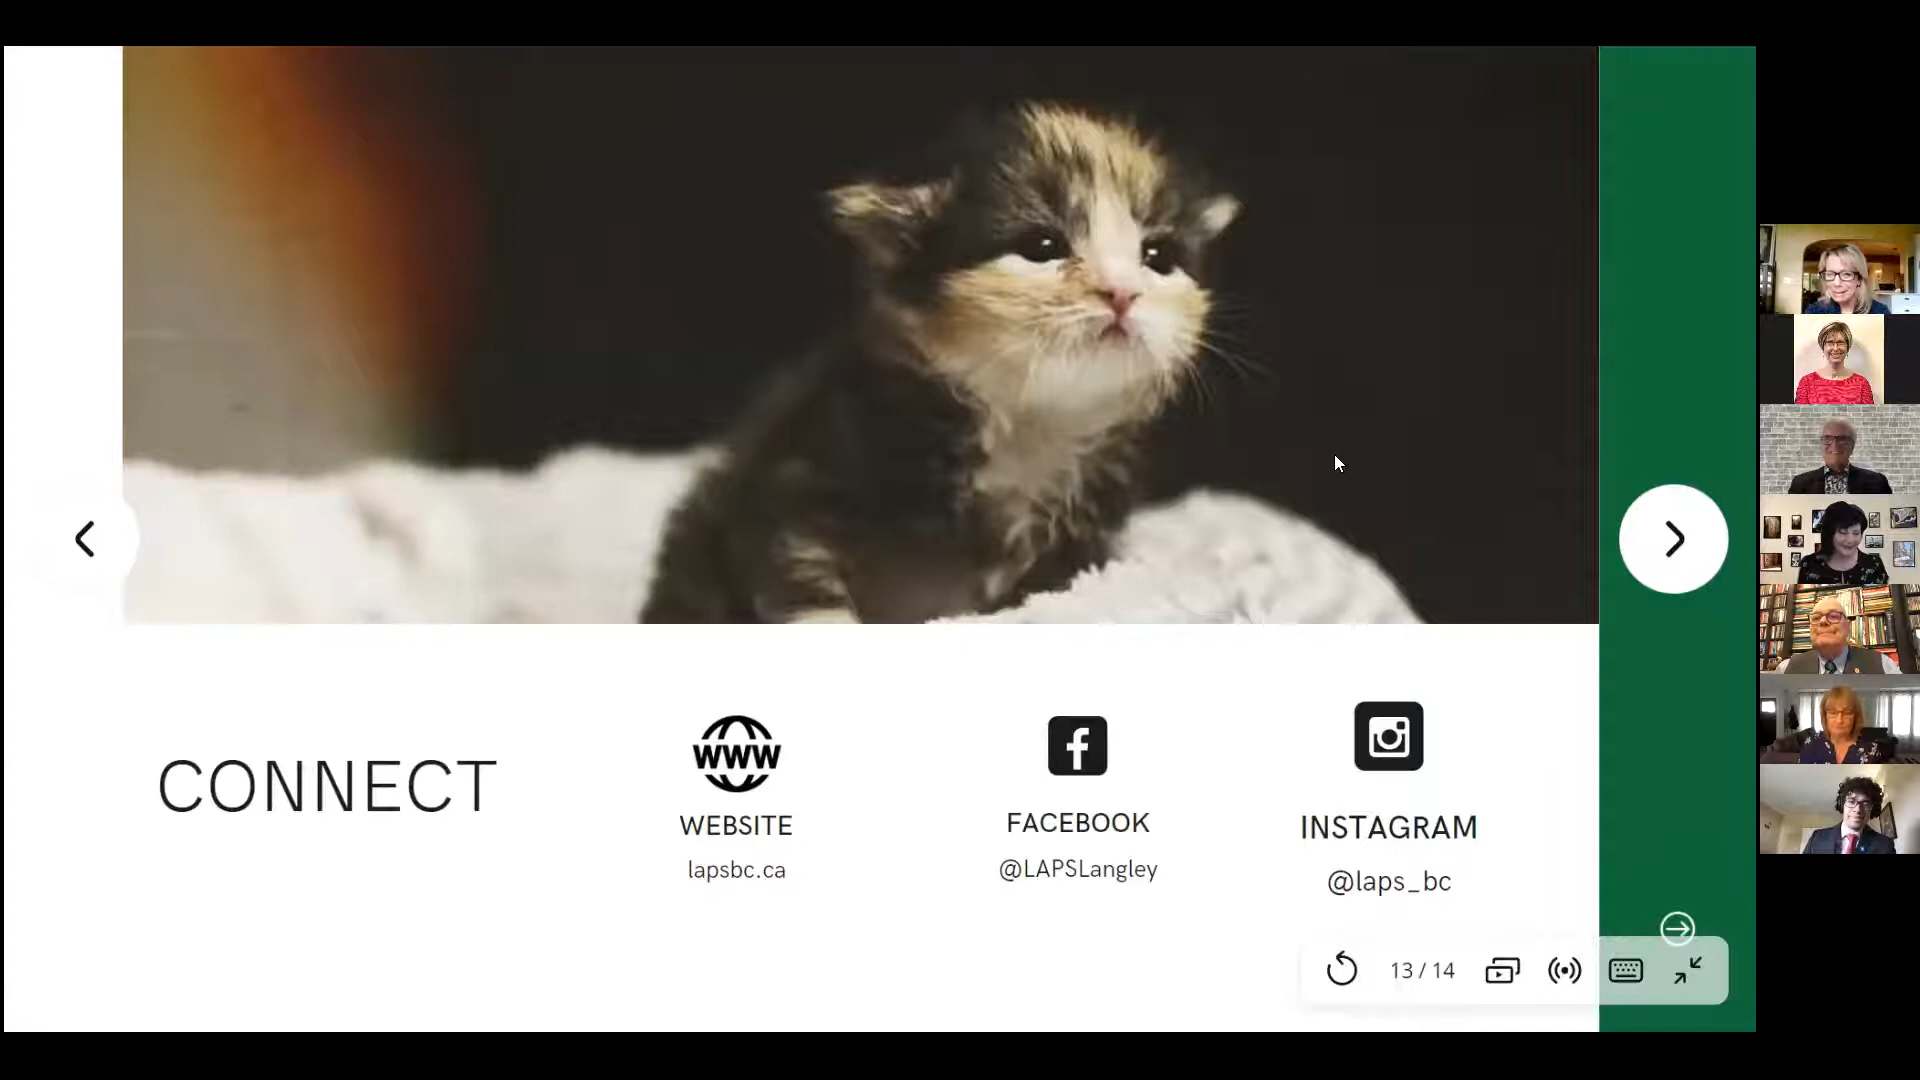 CONNECT
WWW
WEBSITE
lapsbc.ca
f
FACEBOOK
@LAPSLangley
INSTAGRAM
@laps_bc
13 / 14